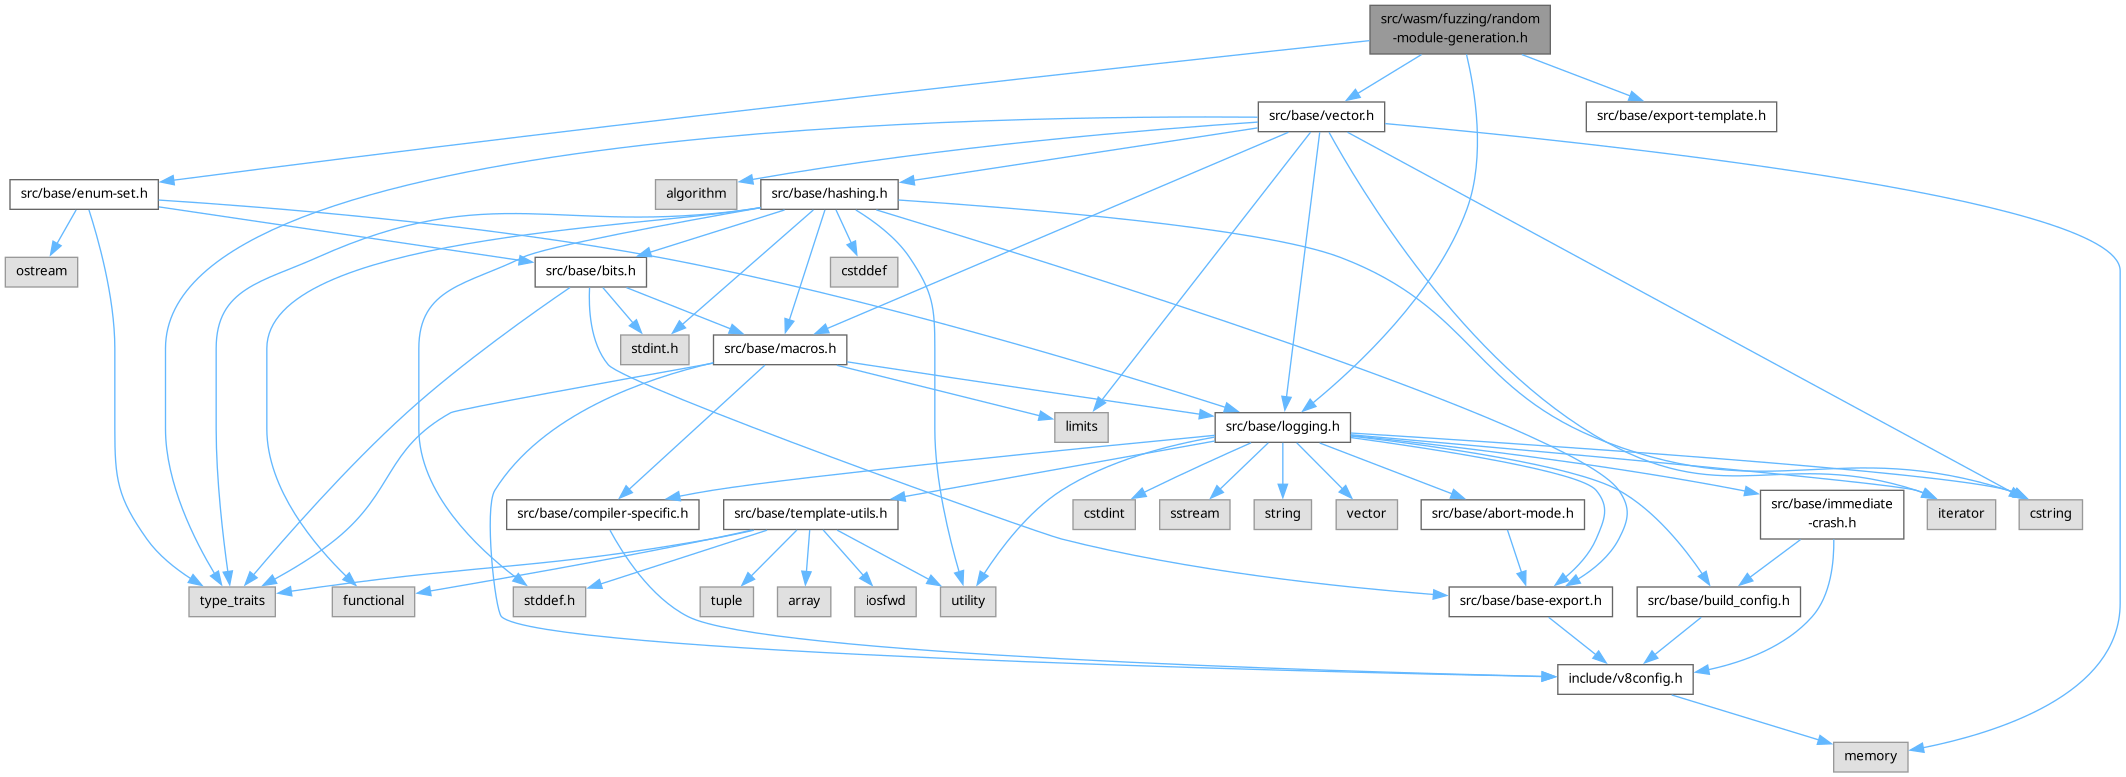 src/wasm/fuzzing/random
-module-generation.h
src/base/vector.h
src/base/export-template.h
src/base/enum-set.h
algorithm
src/base/hashing.h
ostream
src/base/bits.h
cstddef
stdint.h
src/base/macros.h
limits
src/base/logging.h
src/base/compiler-specific.h
src/base/template-utils.h
cstdint
sstream
string
vector
src/base/abort-mode.h
src/base/immediate
-crash.h
iterator
cstring
type_traits
functional
stddef.h
tuple
array
iosfwd
utility
src/base/base-export.h
src/base/build_config.h
include/v8config.h
memory